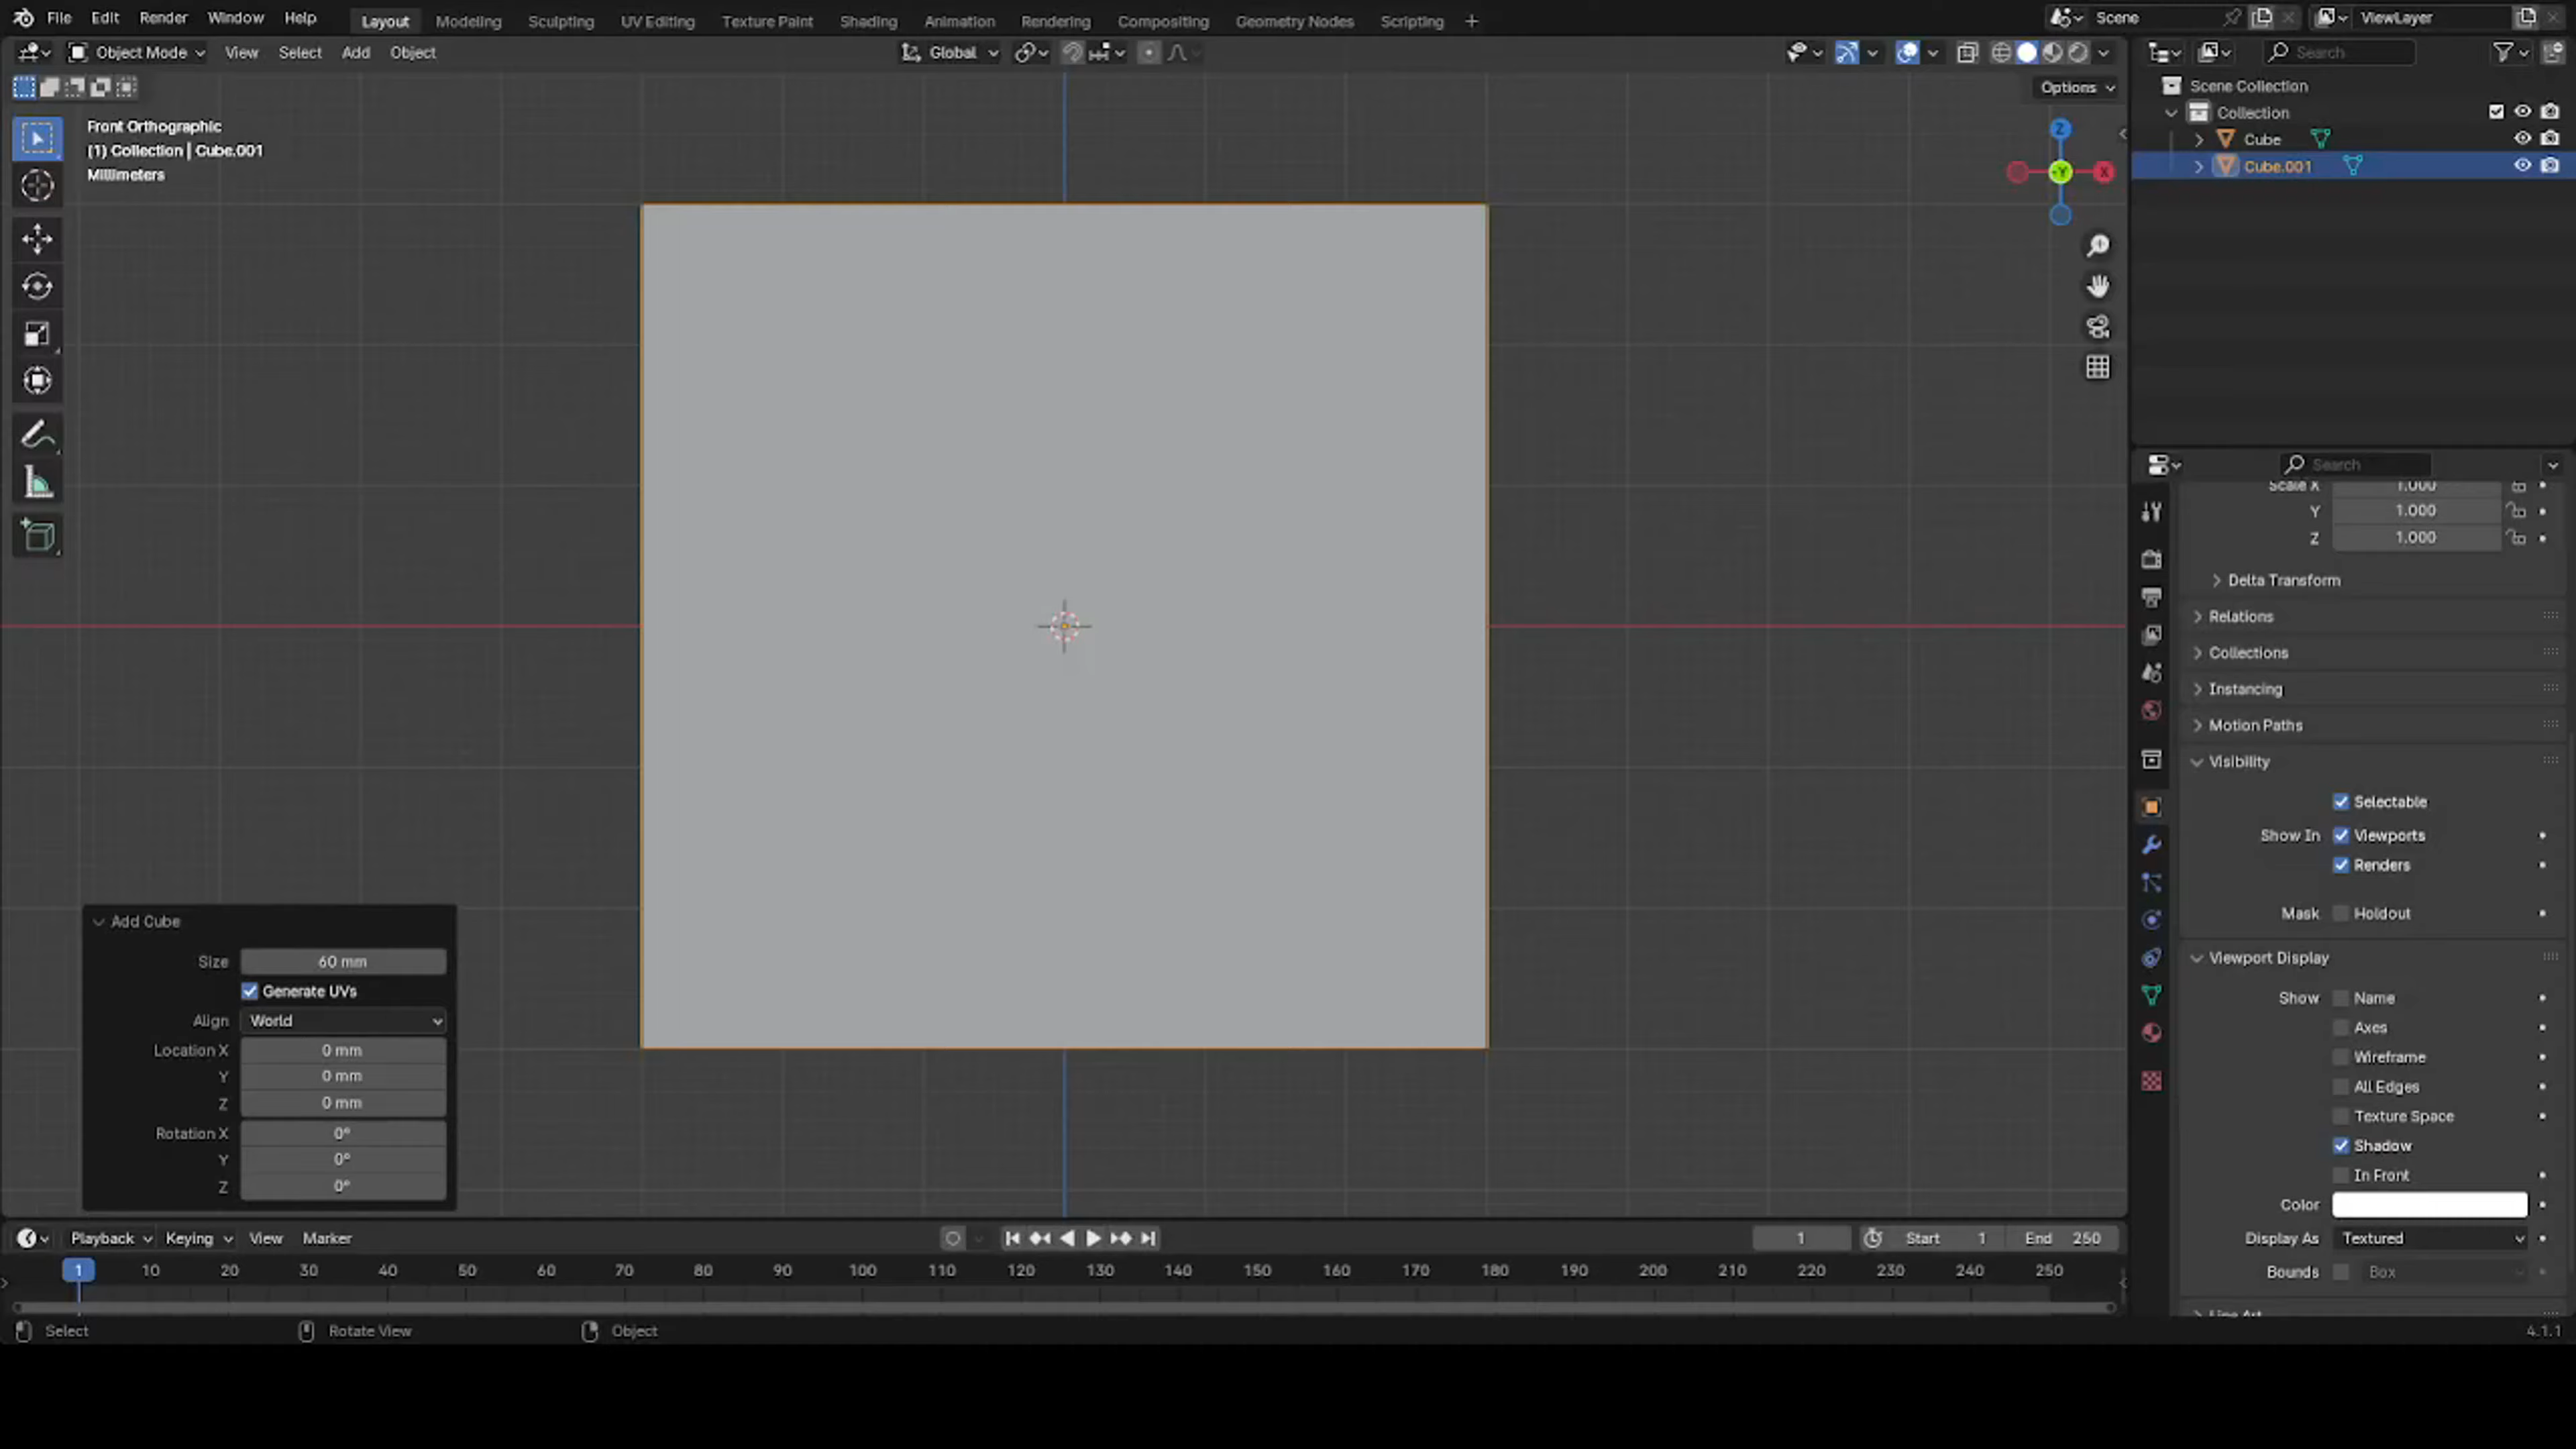 File Edit Render Window Help Layout Modeling Sculpting UV Editing Texture Paint Shading Animation Rendering Compositing Geometry Nodes Scripting + Scene ViewLayer
Object Mode View Select Add Object Global Search
Options
Front Orthographic
(1) Collection | Cube.001
Millimeters
Z
-Y
X
Scene Collection
Collection
Cube
Cube.001
Search
Scale X 1.000
Y 1.000
Z 1.000
Delta Transform
Relations
Collections
Instancing
Motion Paths
Visibility
Selectable
Show In Viewports
Renders
Mask Holdout
Viewport Display
Show Name
Axes
Wireframe
All Edges
Texture Space
Shadow
In Front
Color
Display As Textured
Bounds Box
Line Art
Add Cube
Size 60 mm
Generate UVs
Align World
Location X 0 mm
Y 0 mm
Z 0 mm
Rotation X 0°
Y 0°
Z 0°
Playback Keying View Marker 1 Start 1 End 250
1 10 20 30 40 50 60 70 80 90 100 110 120 130 140 150 160 170 180 190 200 210 220 230 240 250
Select Rotate View Object 4.1.1